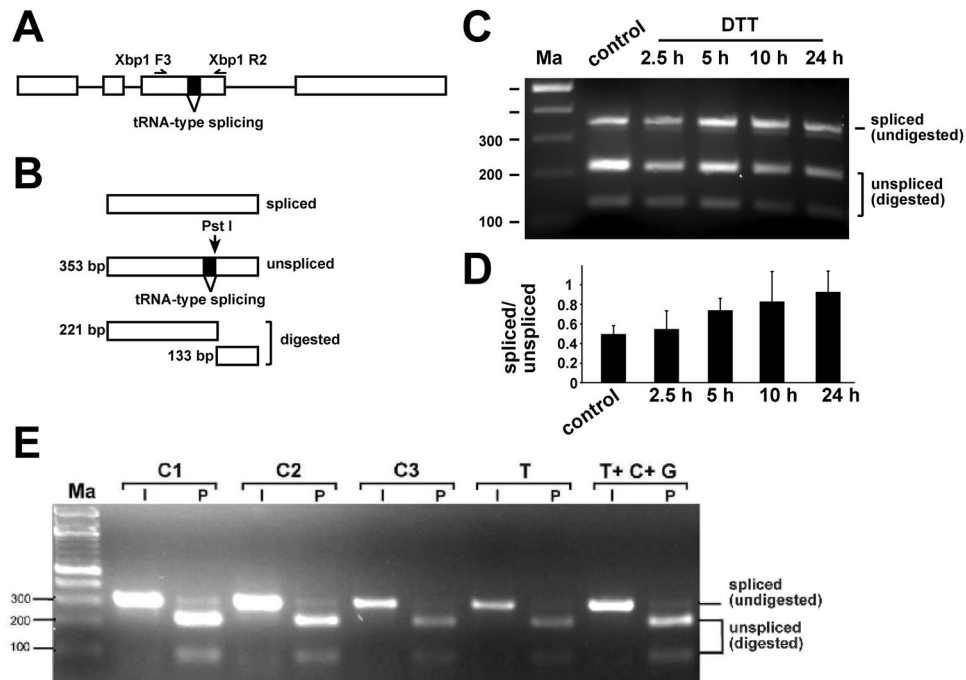 A
Xbp1 F3
Xbp1 R2
tRNA-type splicing
B
spliced
Pst I
353 bp
unspliced
tRNA-type splicing
221 bp
133 bp
digested
C
DTT
Ma
control
2.5 h
5 h
10 h
24 h
300
200
100
spliced
(undigested)
unspliced
(digested)
D
spliced/
unspliced
1
0.8
0.6
0.4
0.2
0
control
2.5 h
5 h
10 h
24 h
E
C1
C2
C3
T
T+ C+ G
Ma
I
P
I
P
I
P
I
P
I
P
300
200
100
spliced
(undigested)
unspliced
(digested)